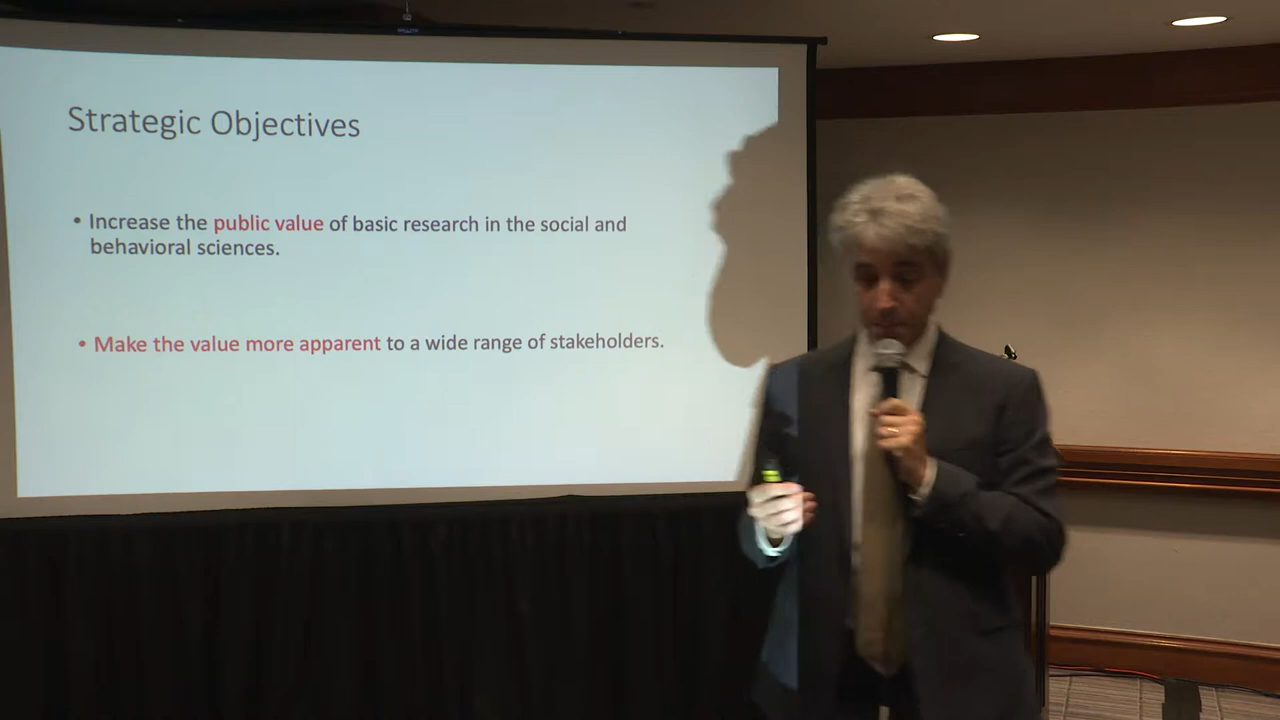 Strategic Objectives
• Increase the public value of basic research in the social and
behavioral sciences.
• Make the value more apparent to a wide range of stakeholders.